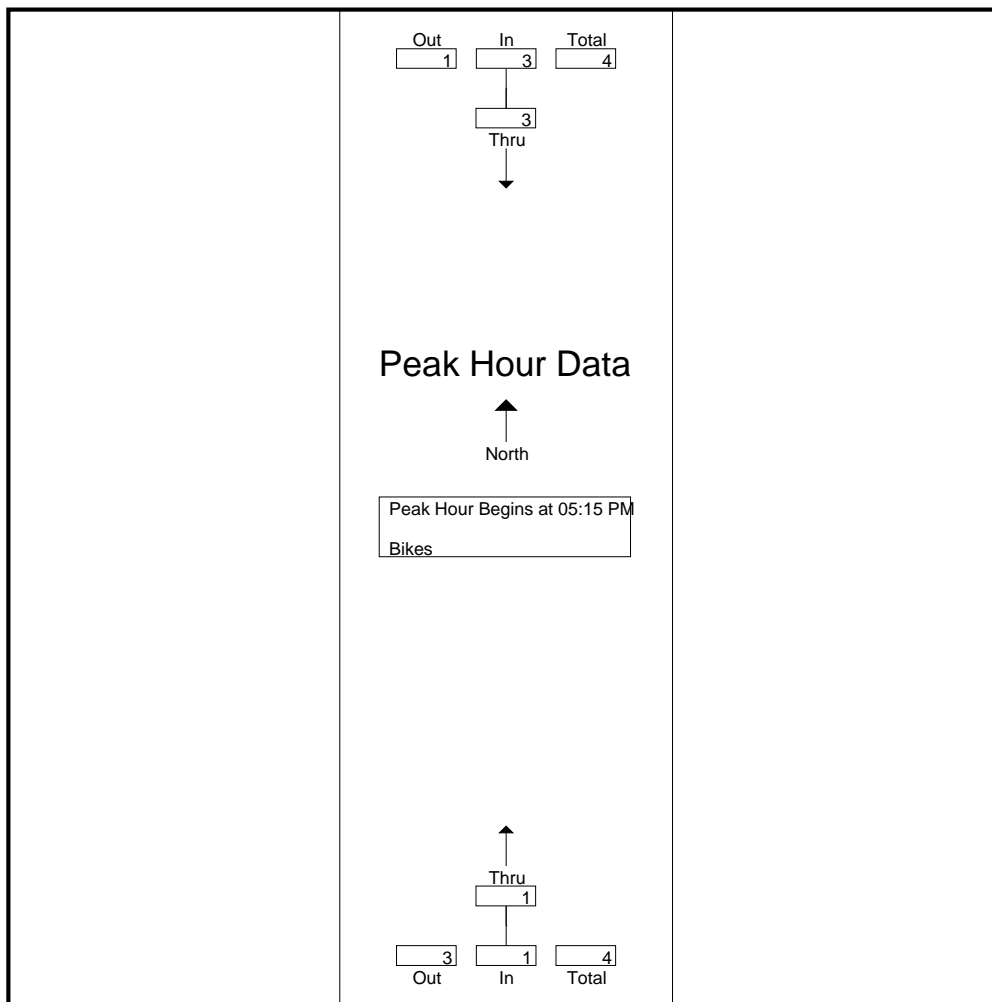 Out In Total
1 3 4
3
Thru
Peak Hour Data
North
Peak Hour Begins at 05:15 PM
Bikes
Thru
1
3 1 4
Out In Total